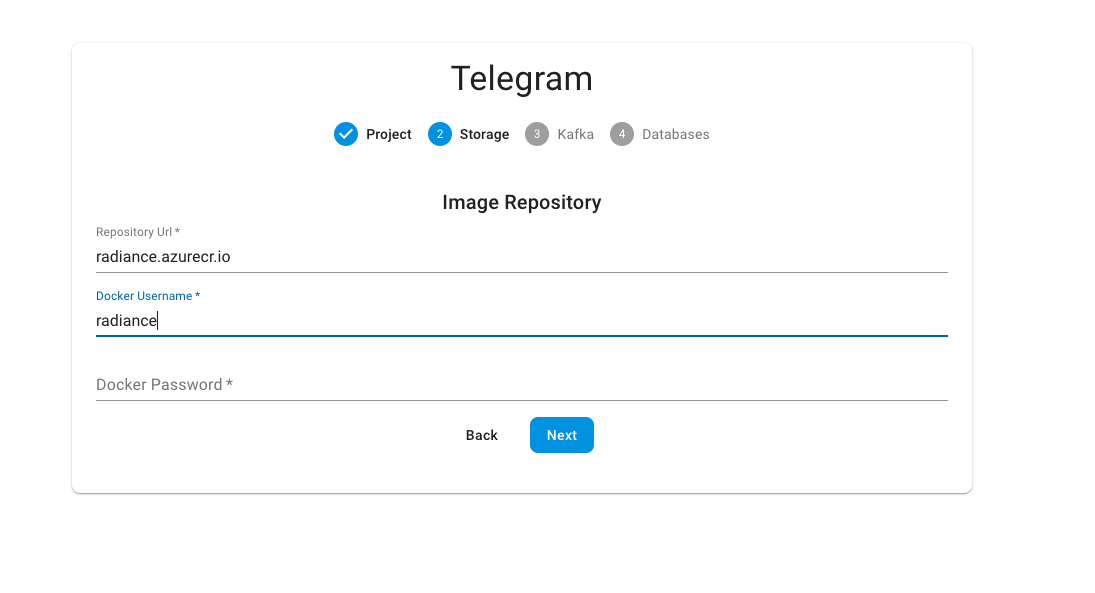 Telegram
Project 2 Storage 3 Kafka 4 Databases
Image Repository
Repository Url *
radiance.azurecr.io
Docker Username *
radiance
Docker Password *
Back Next